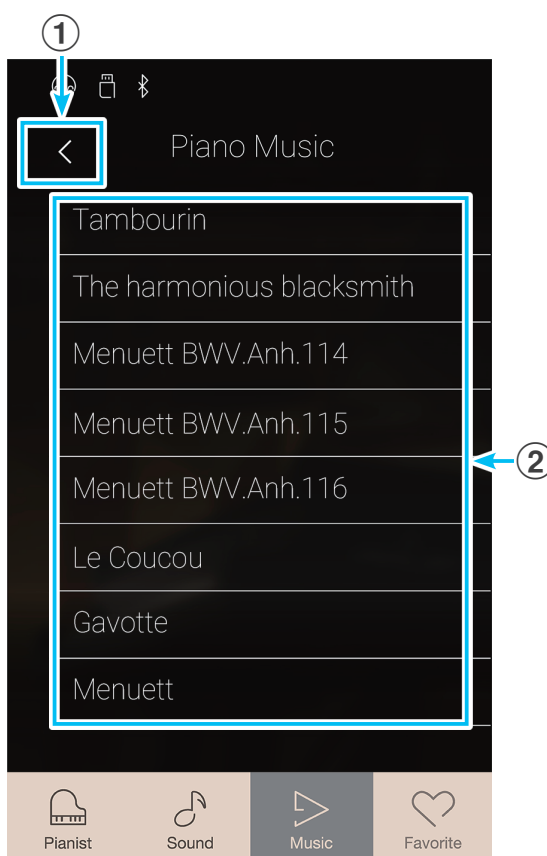 ①
Piano Music
Tambourin
The harmonious blacksmith
Menuett BWV.Anh.114
Menuett BWV.Anh.115
②
Menuett BWV.Anh.116
Le Coucou
Gavotte
Menuett
Pianist Sound Music Favorite